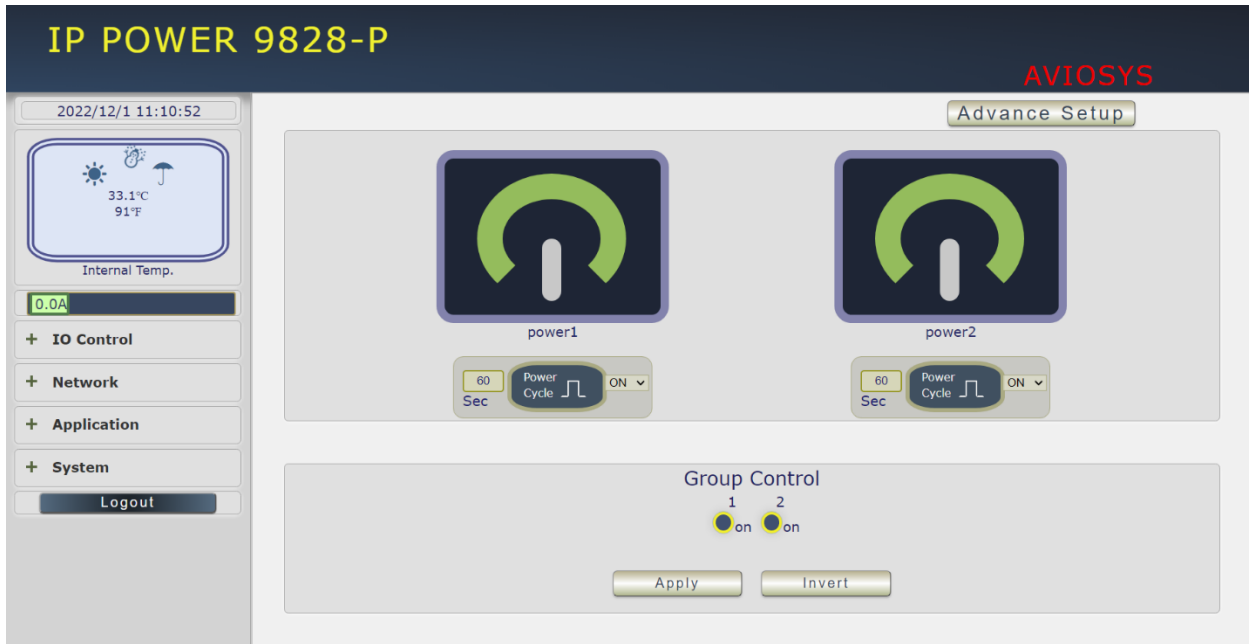 IP POWER 9828-P
AVIOSYS
2022/12/1 11:10:52
33.1°C
91°F
Internal Temp.
0.0A
+ IO Control
+ Network
+ Application
+ System
Logout
Advance Setup
power1
60
Sec
Power
Cycle
ON
power2
60
Sec
Power
Cycle
ON
Group Control
1 2
on on
Apply Invert